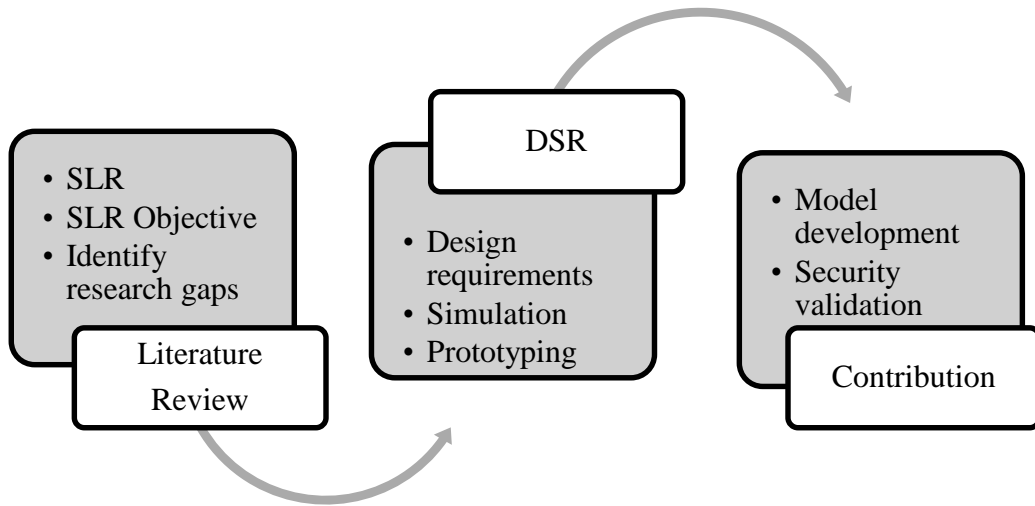 • SLR
• SLR Objective
• Identify
research gaps
Literature
Review
DSR
• Design
requirements
• Simulation
• Prototyping
• Model
development
• Security
validation
Contribution